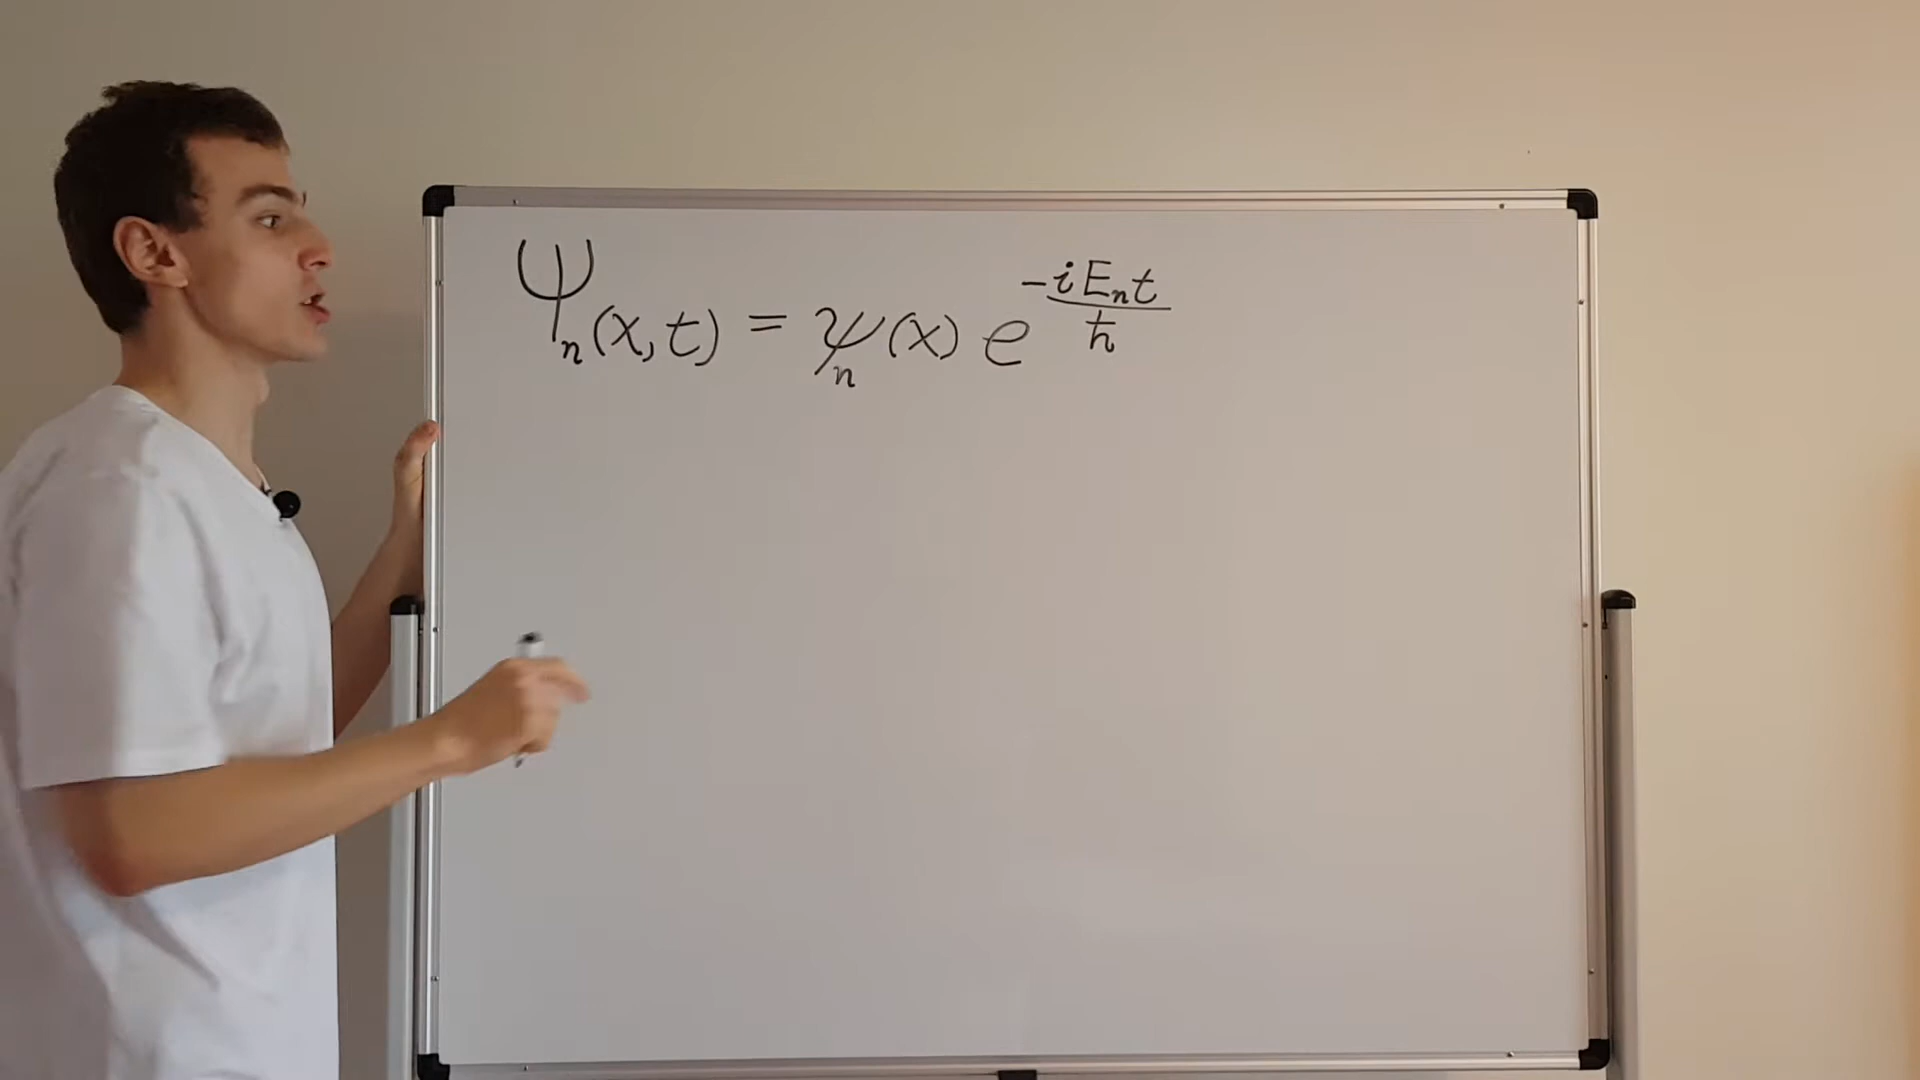 Ψₙ(x,t) = ψₙ(x) e^(-iEₙt/ħ)